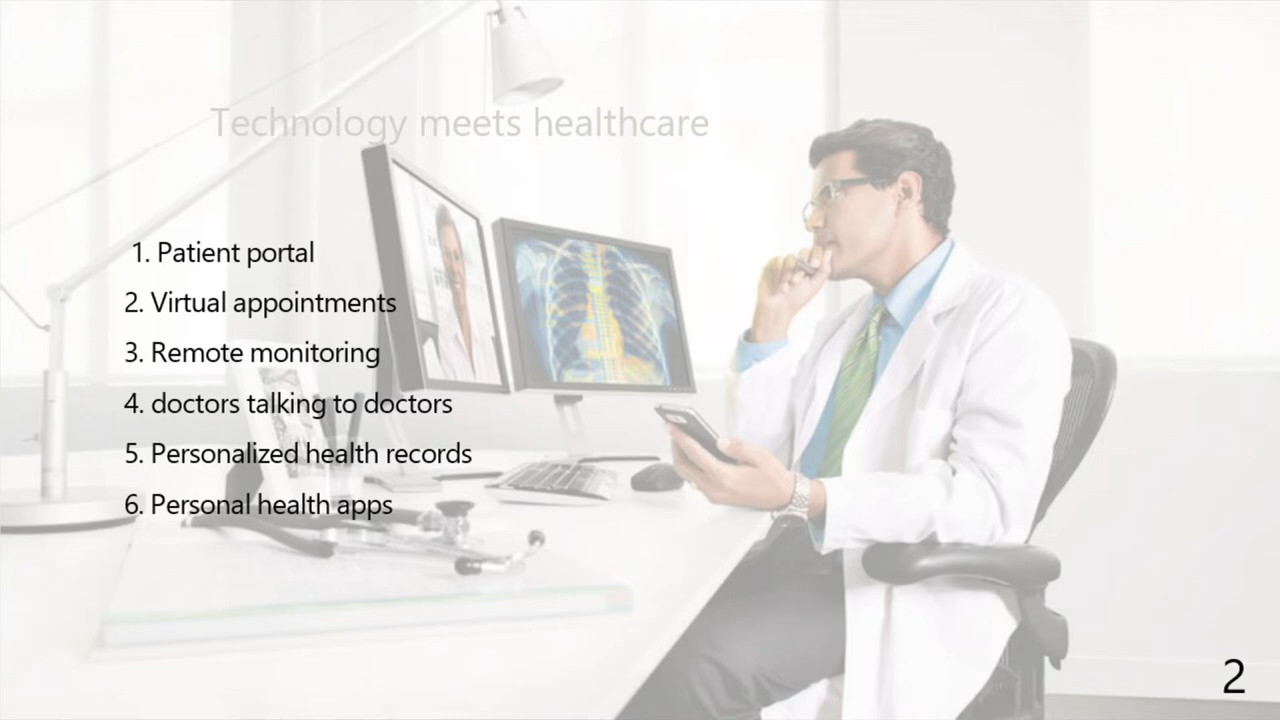 Technology meets healthcare
1. Patient portal
2. Virtual appointments
3. Remote monitoring
4. doctors talking to doctors
5. Personalized health records
6. Personal health apps
2